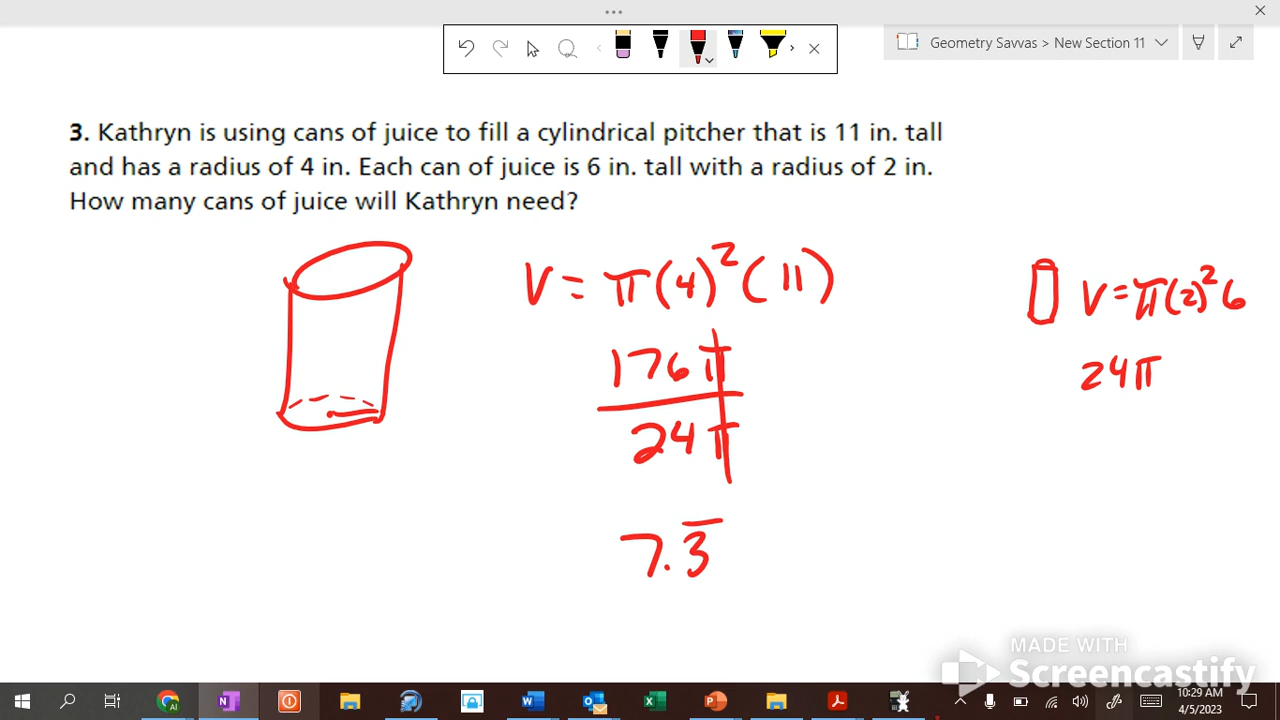 Geometry Savvas > New Section 11
3. Kathryn is using cans of juice to fill a cylindrical pitcher that is 11 in. tall
and has a radius of 4 in. Each can of juice is 6 in. tall with a radius of 2 in.
How many cans of juice will Kathryn need?
V = π(4)²(11)
V = π(2)²6
176π
24π
24π
7.3̅
MADE WITH
Screencastify
10:29 AM
4/5/2023